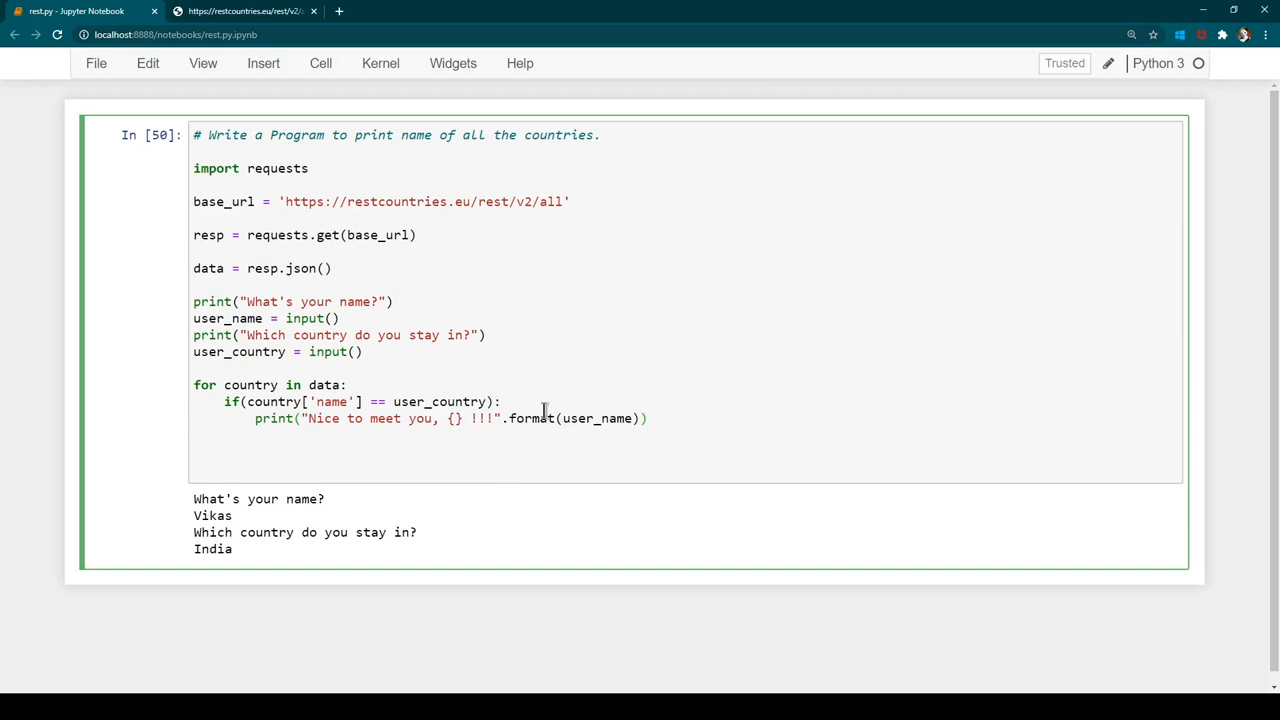 rest.py - Jupyter Notebook
https://restcountries.eu/rest/v2/
localhost:8888/notebooks/rest.py.ipynb
File Edit View Insert Cell Kernel Widgets Help Trusted Python 3
In [50]: # Write a Program to print name of all the countries.
import requests
base_url = 'https://restcountries.eu/rest/v2/all'
resp = requests.get(base_url)
data = resp.json()
print("What's your name?")
user_name = input()
print("Which country do you stay in?")
user_country = input()
for country in data:
    if(country['name'] == user_country):
        print("Nice to meet you, {} !!!".format(user_name))
What's your name?
Vikas
Which country do you stay in?
India